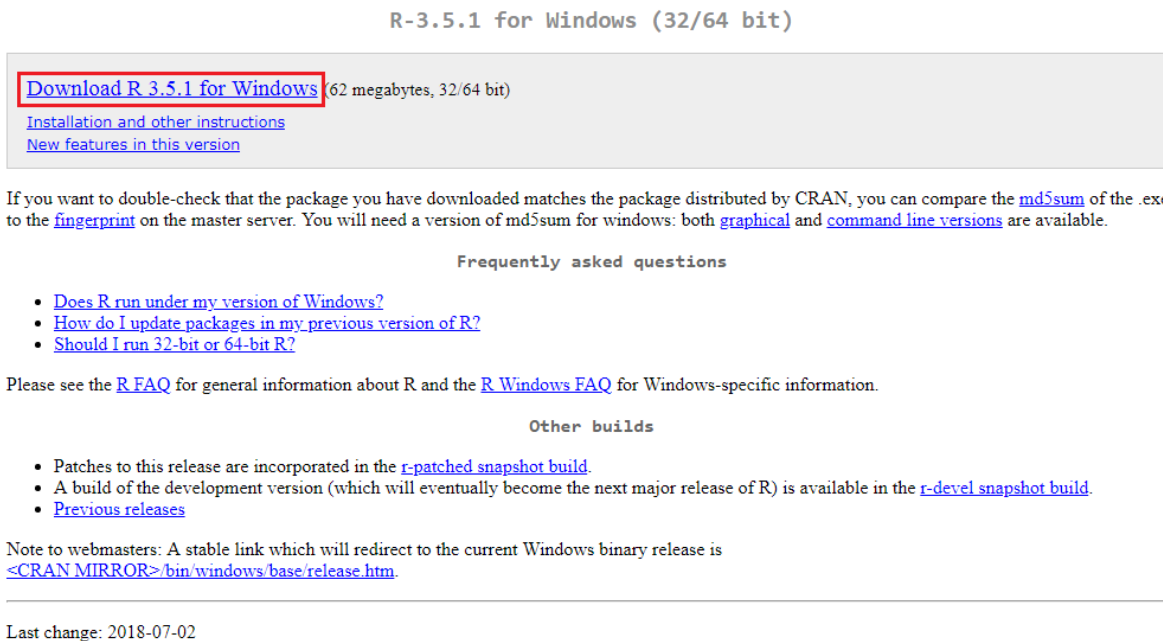 R-3.5.1 for Windows (32/64 bit)
Download R 3.5.1 for Windows (62 megabytes, 32/64 bit)
Installation and other instructions
New features in this version
If you want to double-check that the package you have downloaded matches the package distributed by CRAN, you can compare the md5sum of the .exe
to the fingerprint on the master server. You will need a version of md5sum for windows: both graphical and command line versions are available.
Frequently asked questions
• Does R run under my version of Windows?
• How do I update packages in my previous version of R?
• Should I run 32-bit or 64-bit R?
Please see the R FAQ for general information about R and the R Windows FAQ for Windows-specific information.
Other builds
• Patches to this release are incorporated in the r-patched snapshot build.
• A build of the development version (which will eventually become the next major release of R) is available in the r-devel snapshot build.
• Previous releases
Note to webmasters: A stable link which will redirect to the current Windows binary release is
<CRAN MIRROR>/bin/windows/base/release.htm.
Last change: 2018-07-02